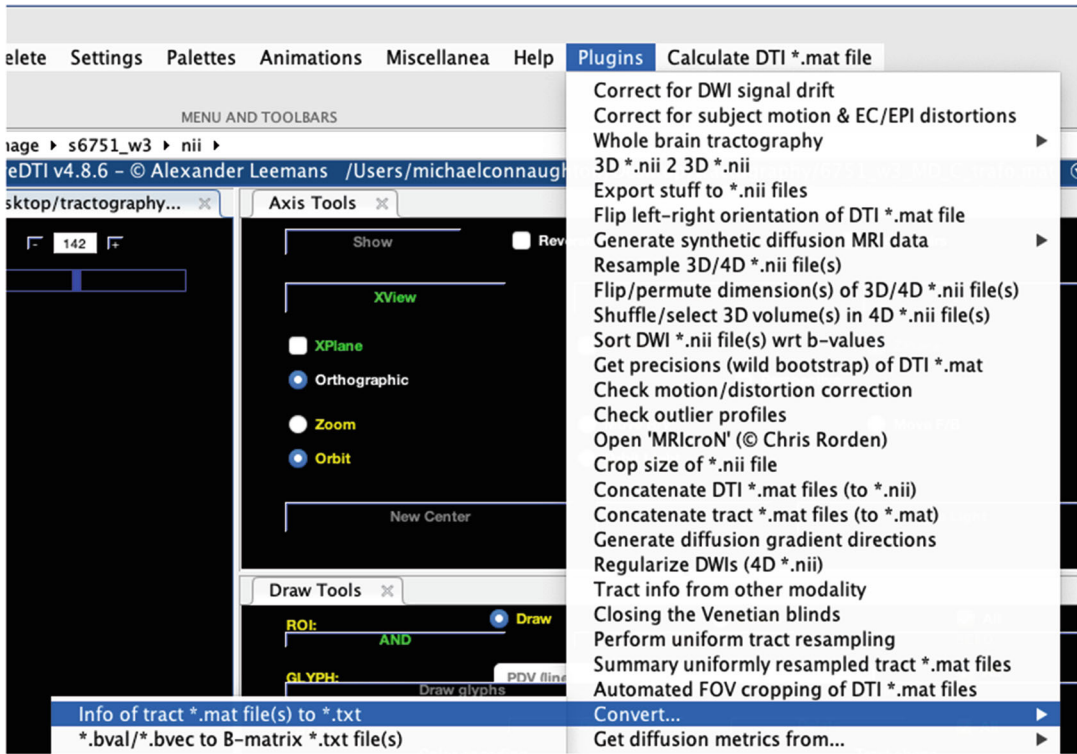 elete Settings Palettes Animations Miscellanea Help Plugins Calculate DTI *.mat file
MENU AND TOOLBARS
nage ▸ s6751_w3 ▸ nii ▸
eDTI v4.8.6 – © Alexander Leemans /Users/michaelconnaugh
sktop/tractography...
Axis Tools
- 142 +
Show
Rev
XView
XPlane
Orthographic
Zoom
Orbit
New Center
Draw Tools
ROI:
Draw
AND
GLYPH:
PDV (line
Draw glyphs
Correct for DWI signal drift
Correct for subject motion & EC/EPI distortions
Whole brain tractography
3D *.nii 2 3D *.nii
Export stuff to *.nii files
Flip left-right orientation of DTI *.mat file
Generate synthetic diffusion MRI data
Resample 3D/4D *.nii file(s)
Flip/permute dimension(s) of 3D/4D *.nii file(s)
Shuffle/select 3D volume(s) in 4D *.nii file(s)
Sort DWI *.nii file(s) wrt b-values
Get precisions (wild bootstrap) of DTI *.mat
Check motion/distortion correction
Check outlier profiles
Open 'MRIcroN' (© Chris Rorden)
Crop size of *.nii file
Concatenate DTI *.mat files (to *.nii)
Concatenate tract *.mat files (to *.mat)
Generate diffusion gradient directions
Regularize DWIs (4D *.nii)
Tract info from other modality
Closing the Venetian blinds
Perform uniform tract resampling
Summary uniformly resampled tract *.mat files
Automated FOV cropping of DTI *.mat files
Convert...
Get diffusion metrics from...
Info of tract *.mat file(s) to *.txt
*.bval/*.bvec to B-matrix *.txt file(s)